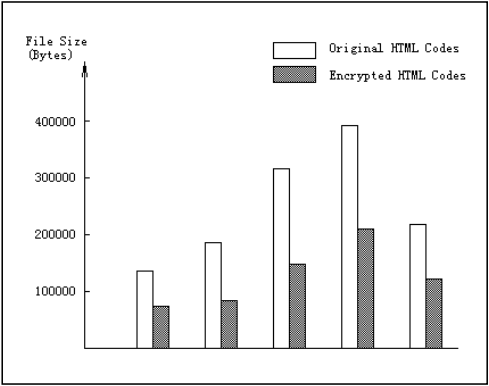 File Size
(Bytes)
Original HTML Codes
Encrypted HTML Codes
400000
300000
200000
100000